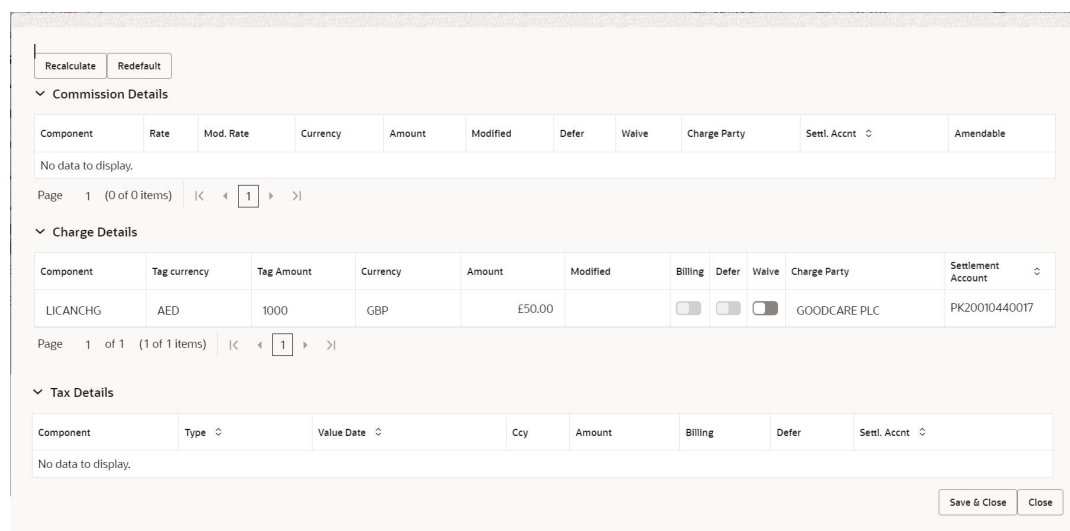 Recalculate Redefault
Commission Details
Component Rate Mod. Rate Currency Amount Modified Defer Waive Charge Party Settl. Accnt Amendable
No data to display.
Page 1 (0 of 0 items) 1
Charge Details
Component Tag currency Tag Amount Currency Amount Modified Billing Defer Waive Charge Party Settlement Account
LICANCHG AED 1000 GBP £50.00 GOODCARE PLC PK20010440017
Page 1 of 1 (1 of 1 items) 1
Tax Details
Component Type Value Date Ccy Amount Billing Defer Settl. Accnt
No data to display.
Save & Close Close